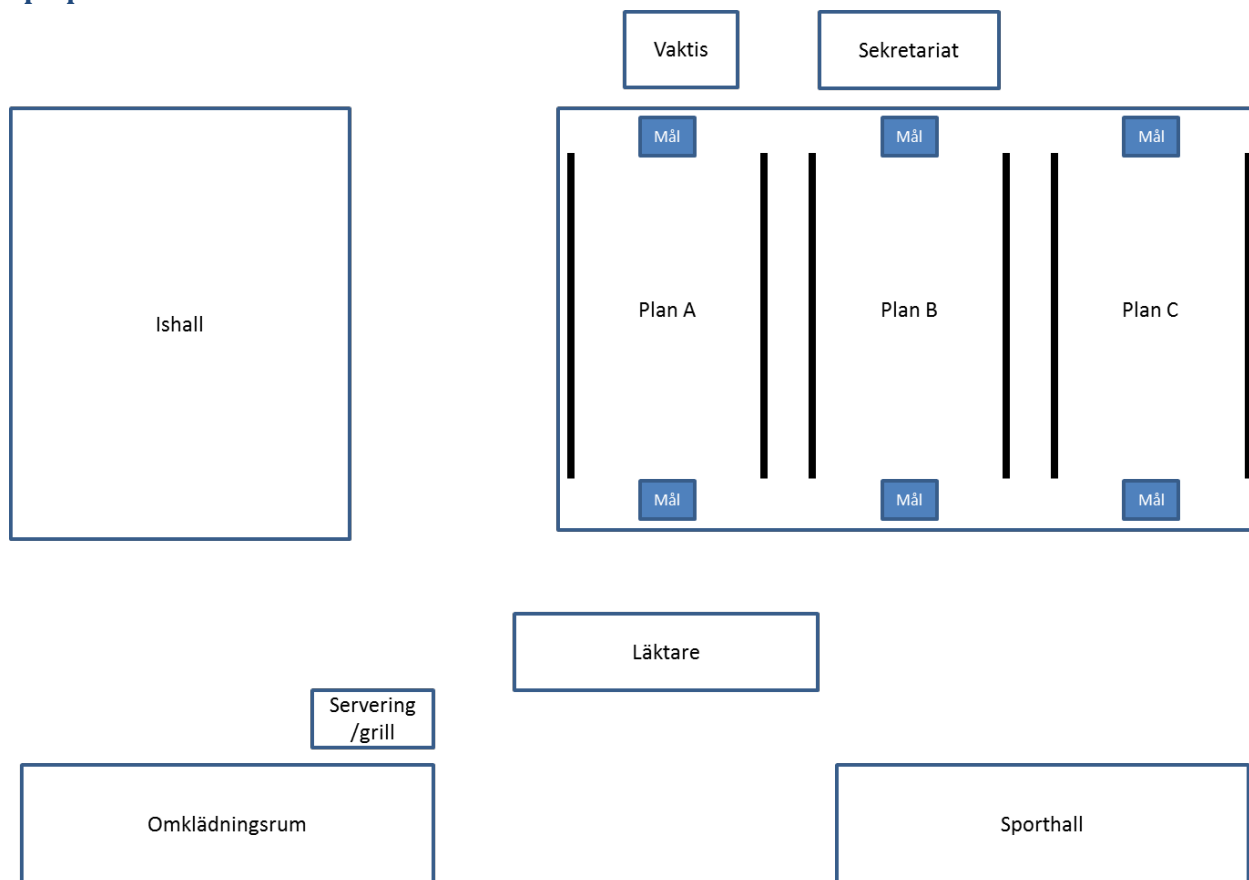 Vaktis
Sekretariat
Mål
Mål
Mål
Ishall
Plan A
Plan B
Plan C
Mål
Mål
Mål
Läktare
Servering
/grill
Omklädningsrum
Sporthall